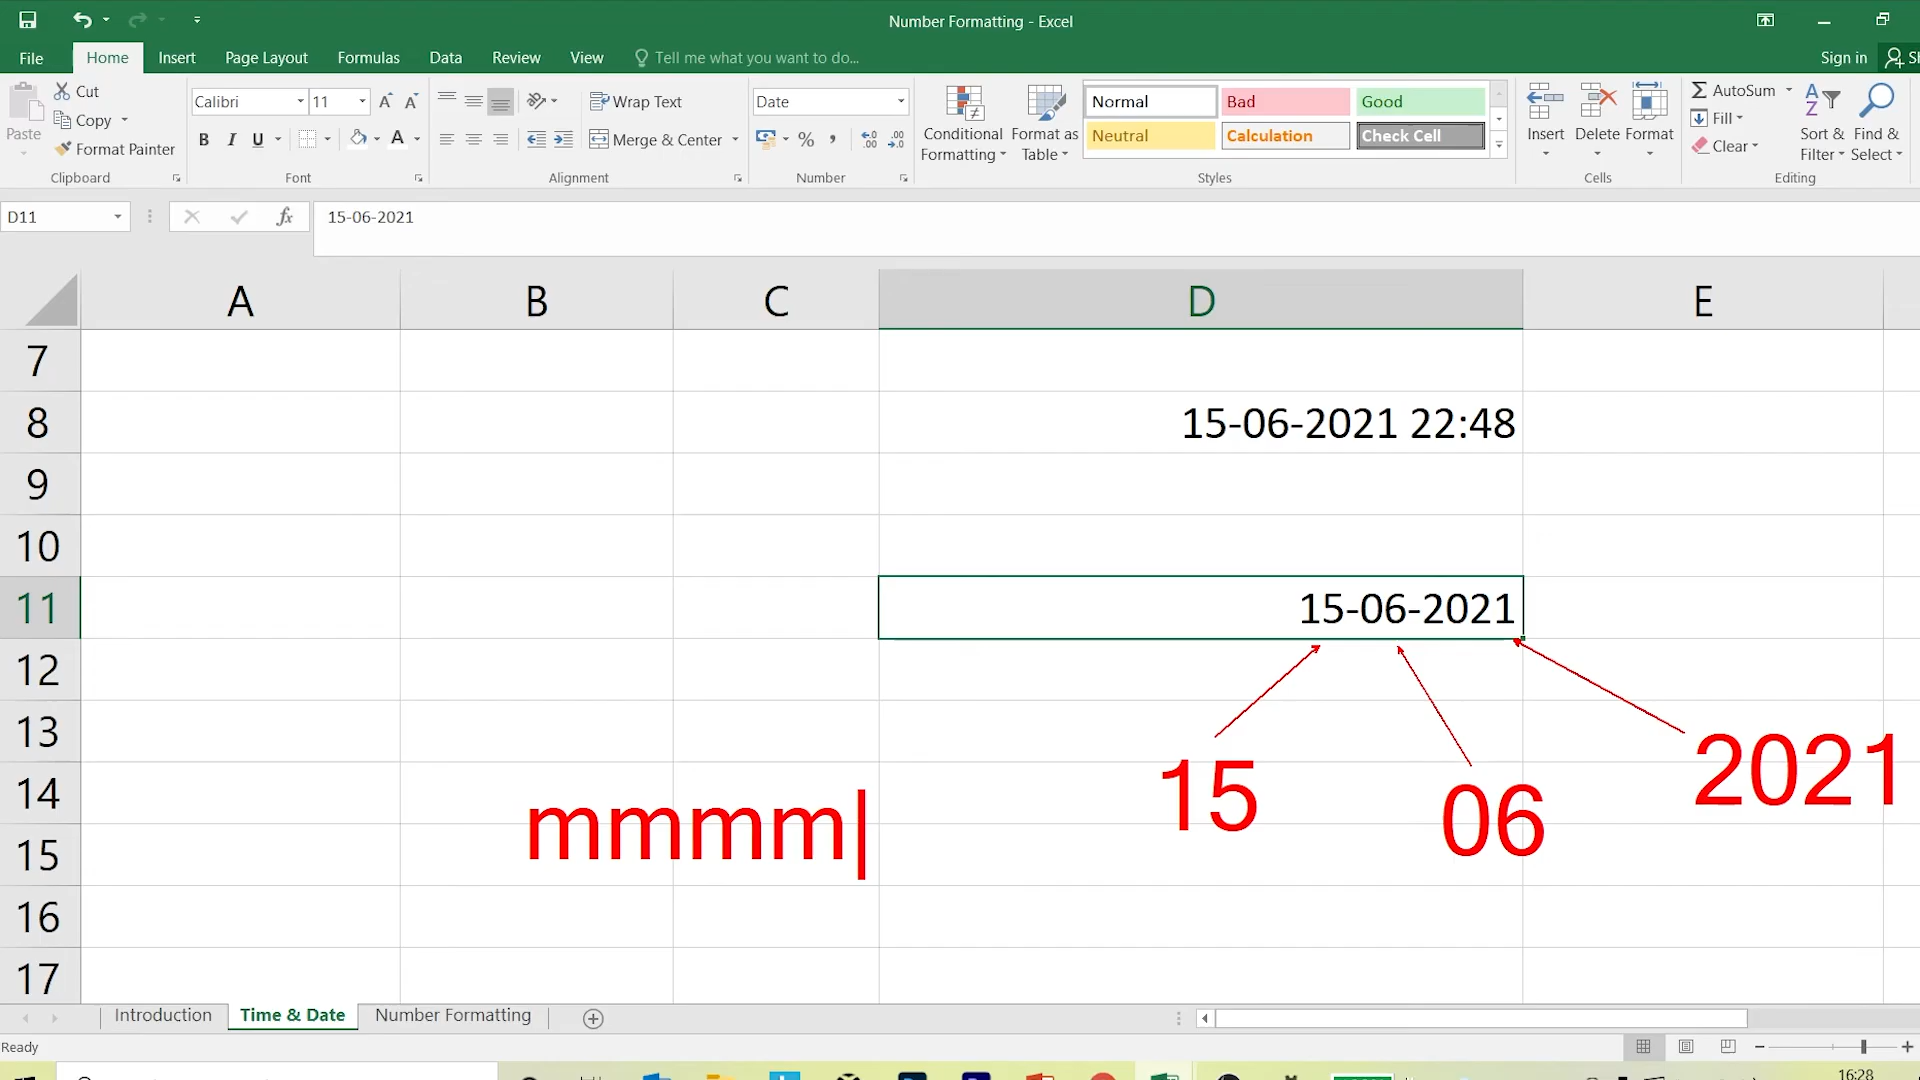 Number Formatting - Excel
File Home Insert Page Layout Formulas Data Review View Tell me what you want to do... Sign in
Paste Cut Copy Format Painter
Clipboard
Calibri 11
B I U A
Font
Wrap Text
Merge & Center
Alignment
Date
% ,
Number
Conditional Formatting Format as Table
Normal Bad Good
Neutral Calculation Check Cell
Styles
Insert Delete Format
Cells
AutoSum
Fill
Clear
Sort & Filter Find & Select
Editing
D11 fx 15-06-2021
A B C D E
7
8 15-06-2021 22:48
9
10
11 15-06-2021
12
13
14
15
16
17
mmmm
15
06
2021
Introduction Time & Date Number Formatting
Ready
16:28